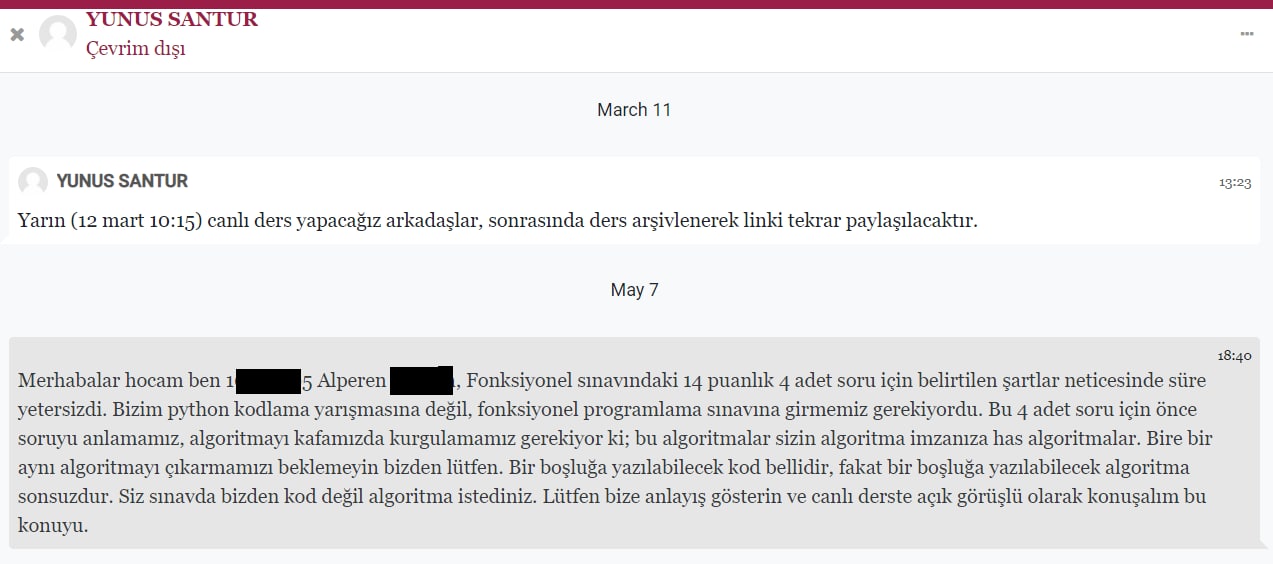 YUNUS SANTUR
Çevrim dışı
March 11
YUNUS SANTUR
13:23
Yarın (12 mart 10:15) canlı ders yapacağız arkadaşlar, sonrasında ders arşivlenerek linki tekrar paylaşılacaktır.
May 7
18:40
Merhabalar hocam ben 1 5 Alperen , Fonksiyonel sınavındaki 14 puanlık 4 adet soru için belirtilen şartlar neticesinde süre
yetersizdi. Bizim python kodlama yarışmasına değil, fonksiyonel programlama sınavına girmemiz gerekiyordu. Bu 4 adet soru için önce
soruyu anlamamız, algoritmayı kafamızda kurgulamamız gerekiyor ki; bu algoritmalar sizin algoritma imzanıza has algoritmalar. Bire bir
aynı algoritmayı çıkarmamızı beklemeyin bizden lütfen. Bir boşluğa yazılabilecek kod bellidir, fakat bir boşluğa yazılabilecek algoritma
sonsuzdur. Siz sınavda bizden kod değil algoritma istediniz. Lütfen bize anlayış gösterin ve canlı derste açık görüşlü olarak konuşalım bu
konuyu.